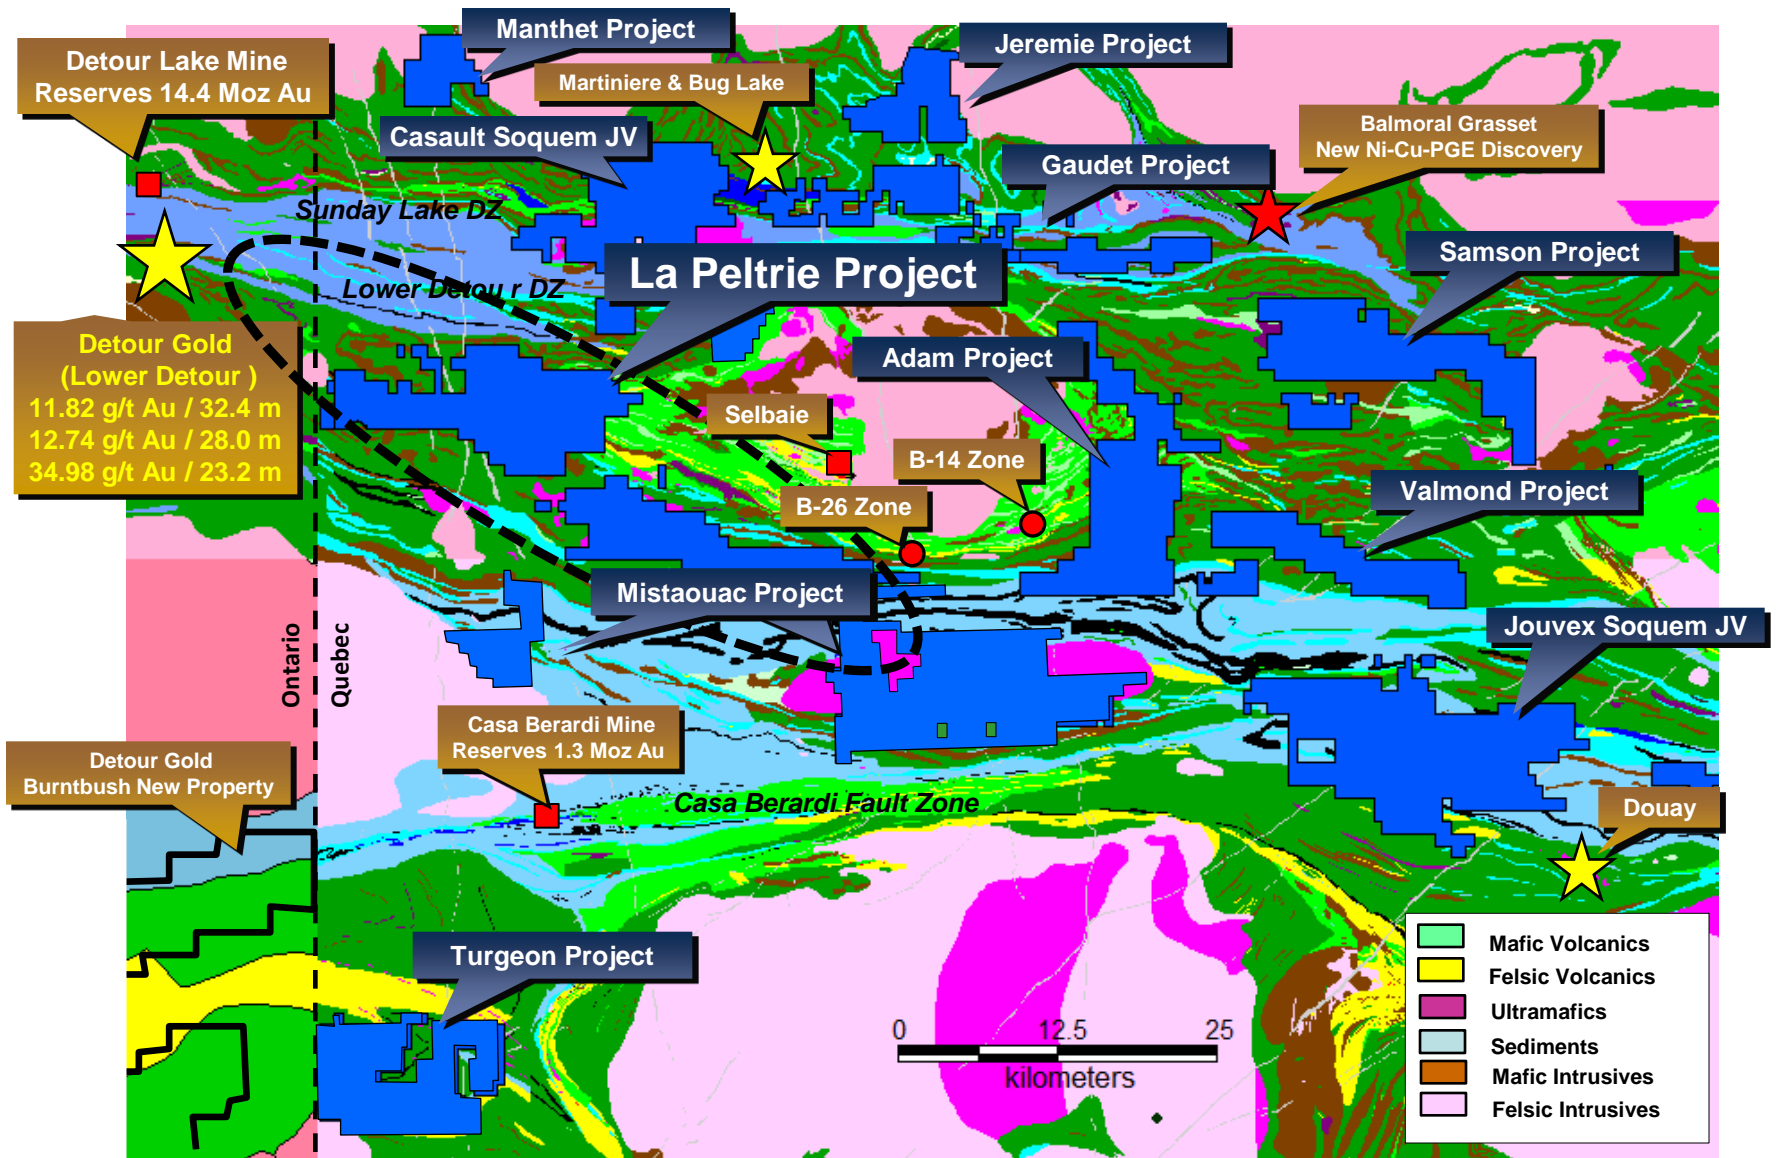 Manthet Project
Jeremie Project
Detour Lake Mine
Reserves 14.4 Moz Au
Martiniere & Bug Lake
Casault Soquem JV
Balmoral Grasset
New Ni-Cu-PGE Discovery
Gaudet Project
Sunday Lake DZ
Samson Project
La Peltrie Project
Lower Detou r DZ
Detour Gold
(Lower Detour )
11.82 g/t Au / 32.4 m
12.74 g/t Au / 28.0 m
34.98 g/t Au / 23.2 m
Adam Project
Selbaie
B-14 Zone
Valmond Project
B-26 Zone
Mistaouac Project
Jouvex Soquem JV
Ontario
Quebec
Casa Berardi Mine
Reserves 1.3 Moz Au
Detour Gold
Burntbush New Property
Casa Berardi Fault Zone
Douay
Turgeon Project
Mafic Volcanics
Felsic Volcanics
Ultramafics
Sediments
Mafic Intrusives
Felsic Intrusives
0 12.5 25
kilometers